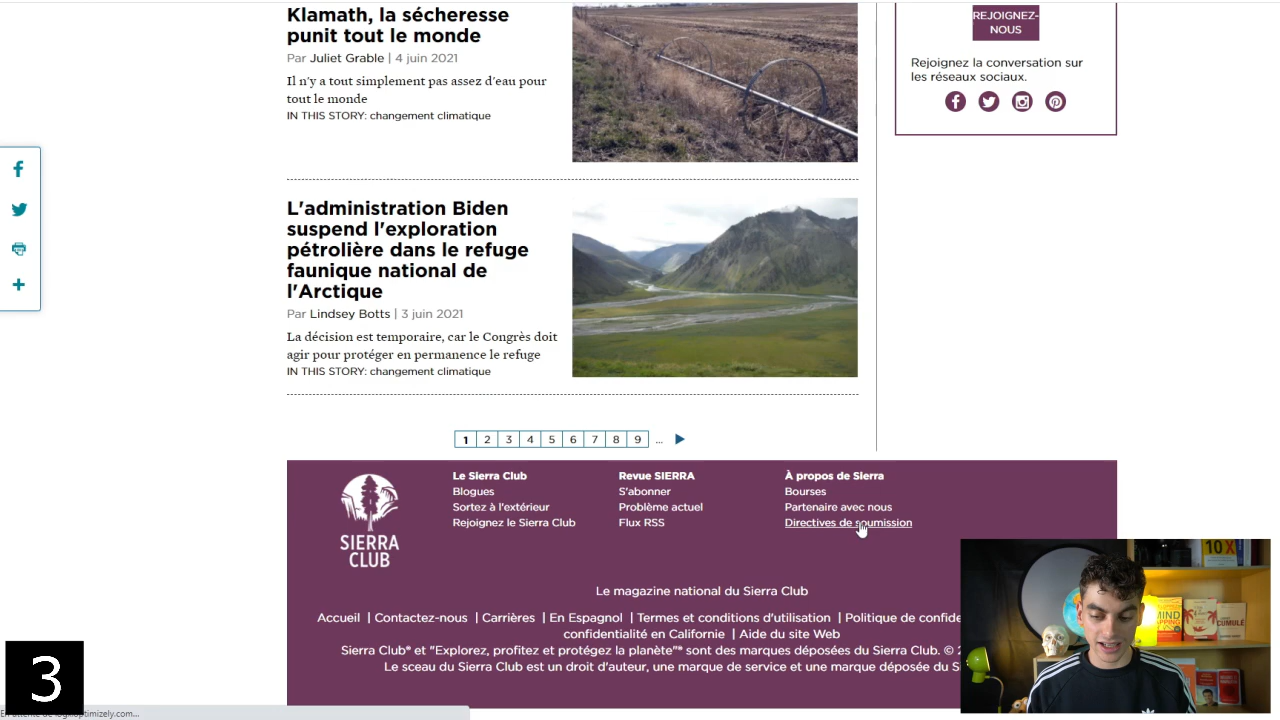 Klamath, la sécheresse
punit tout le monde
Par Juliet Grable | 4 juin 2021
Il n'y a tout simplement pas assez d'eau pour
tout le monde
IN THIS STORY: changement climatique
REJOIGNEZ-
NOUS
Rejoignez la conversation sur
les réseaux sociaux.
L'administration Biden
suspend l'exploration
pétrolière dans le refuge
faunique national de
l'Arctique
Par Lindsey Botts | 3 juin 2021
La décision est temporaire, car le Congrès doit
agir pour protéger en permanence le refuge
IN THIS STORY: changement climatique
1 2 3 4 5 6 7 8 9 ...
SIERRA
CLUB
Le Sierra Club
Blogues
Sortez à l'extérieur
Rejoignez le Sierra Club
Revue SIERRA
S'abonner
Problème actuel
Flux RSS
À propos de Sierra
Bourses
Partenaire avec nous
Directives de soumission
Le magazine national du Sierra Club
Accueil | Contactez-nous | Carrières | En Espagnol | Termes et conditions d'utilisation | Politique de confide
confidentialité en Californie | Aide du site Web
Sierra Club® et "Explorez, profitez et protégez la planète"® sont des marques déposées du Sierra Club. © 2
Le sceau du Sierra Club est un droit d'auteur, une marque de service et une marque déposée du S
3
10X
MIND
MAPPING
CUMULÉ